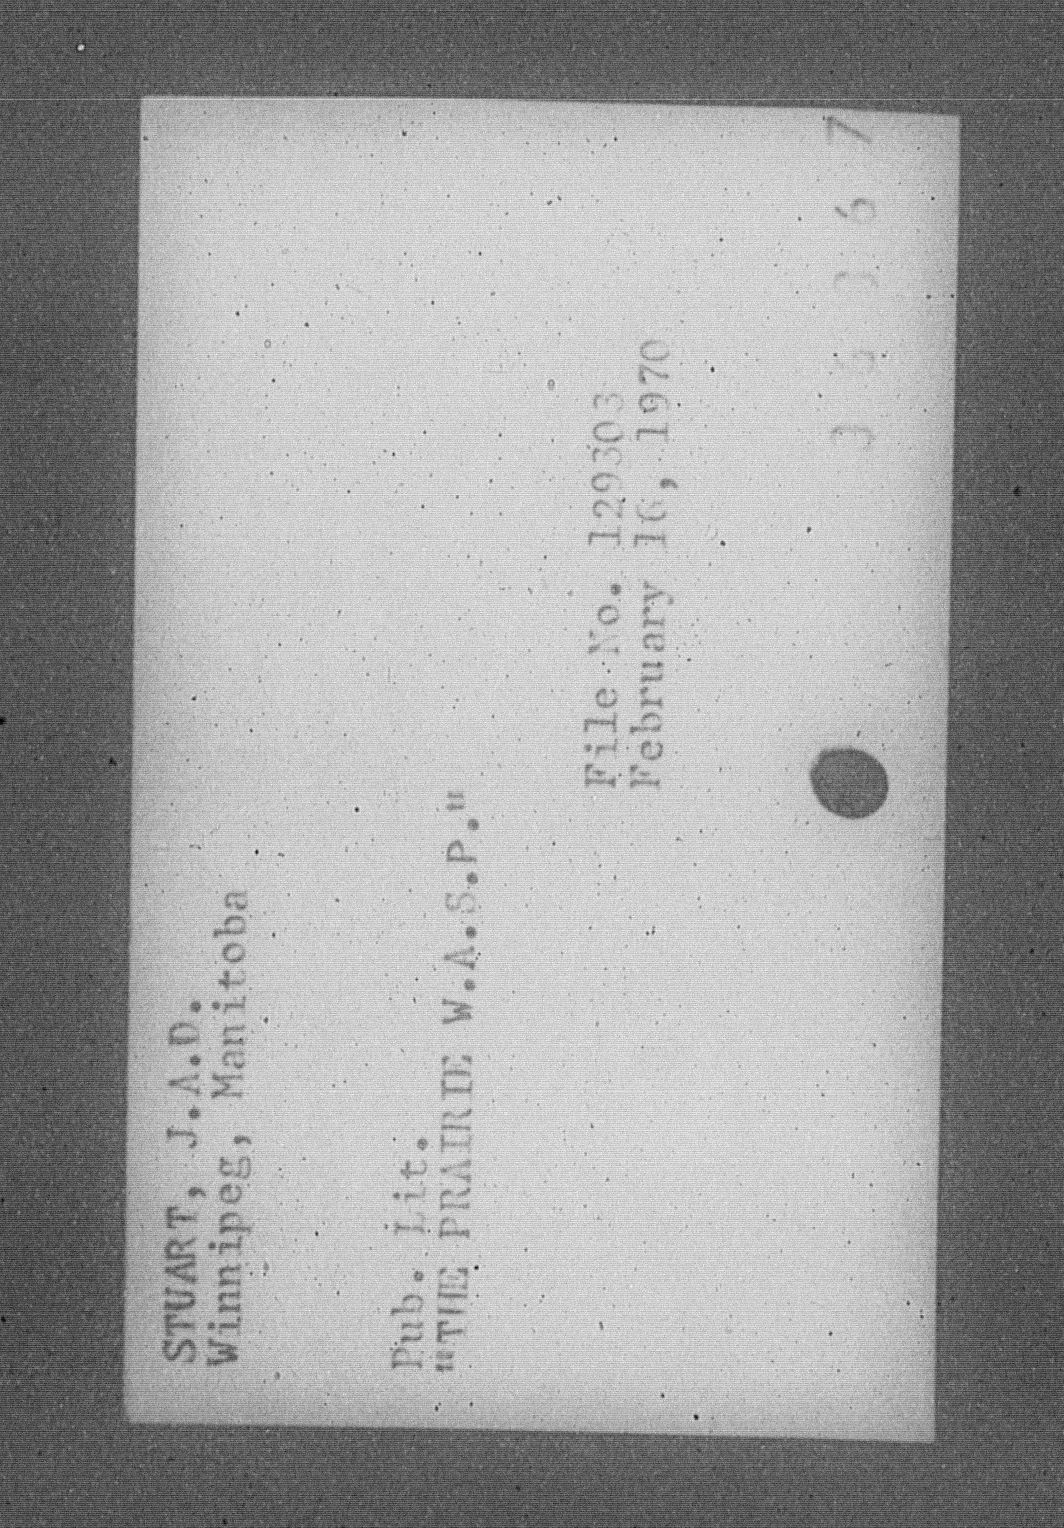 STUART, J.A.D.
Winnipeg, Manitoba
Pub. Lit.
"THE PRAIRIE W.A.S.P."
File No. 129303
February 16, 1970